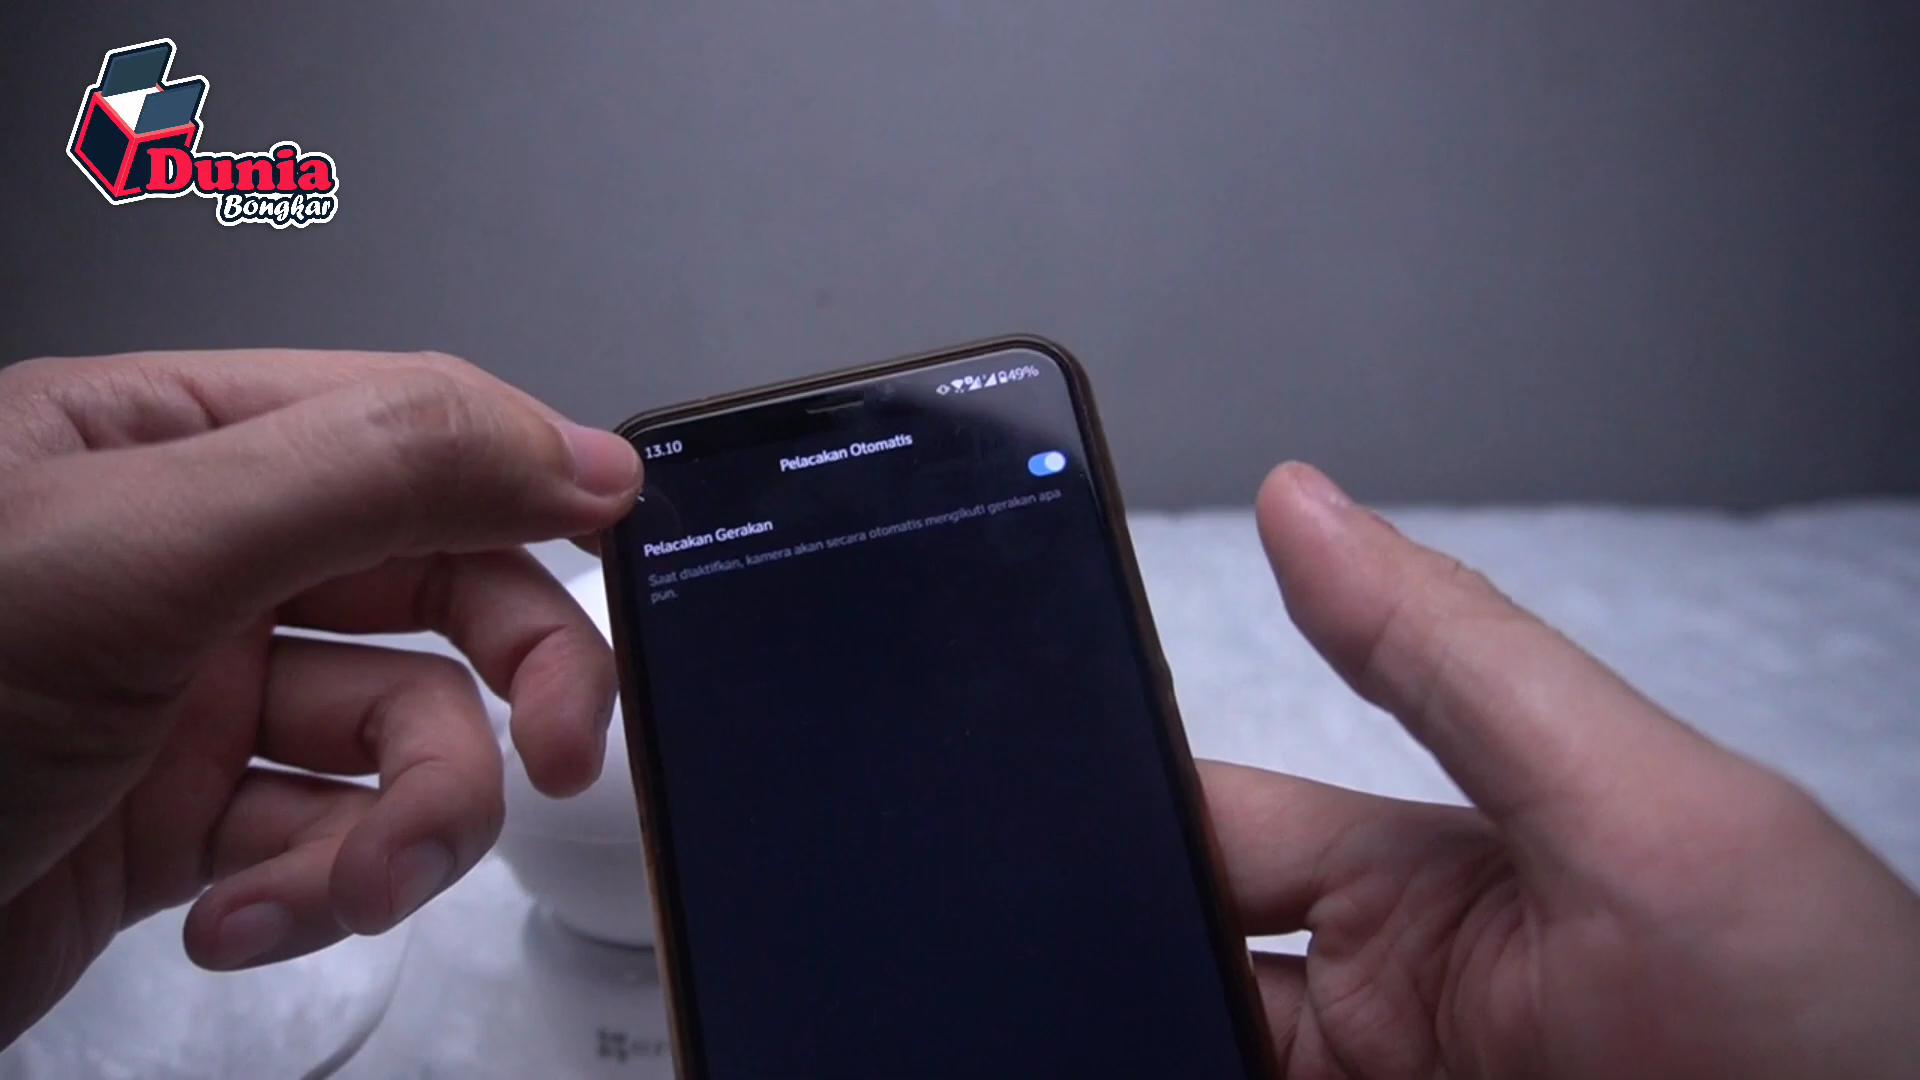 Dunia
Bongkar
49%
13.10
Pelacakan Otomatis
Pelacakan Gerakan
Saat diaktifkan, kamera akan secara otomatis mengikuti gerakan apa
pun.